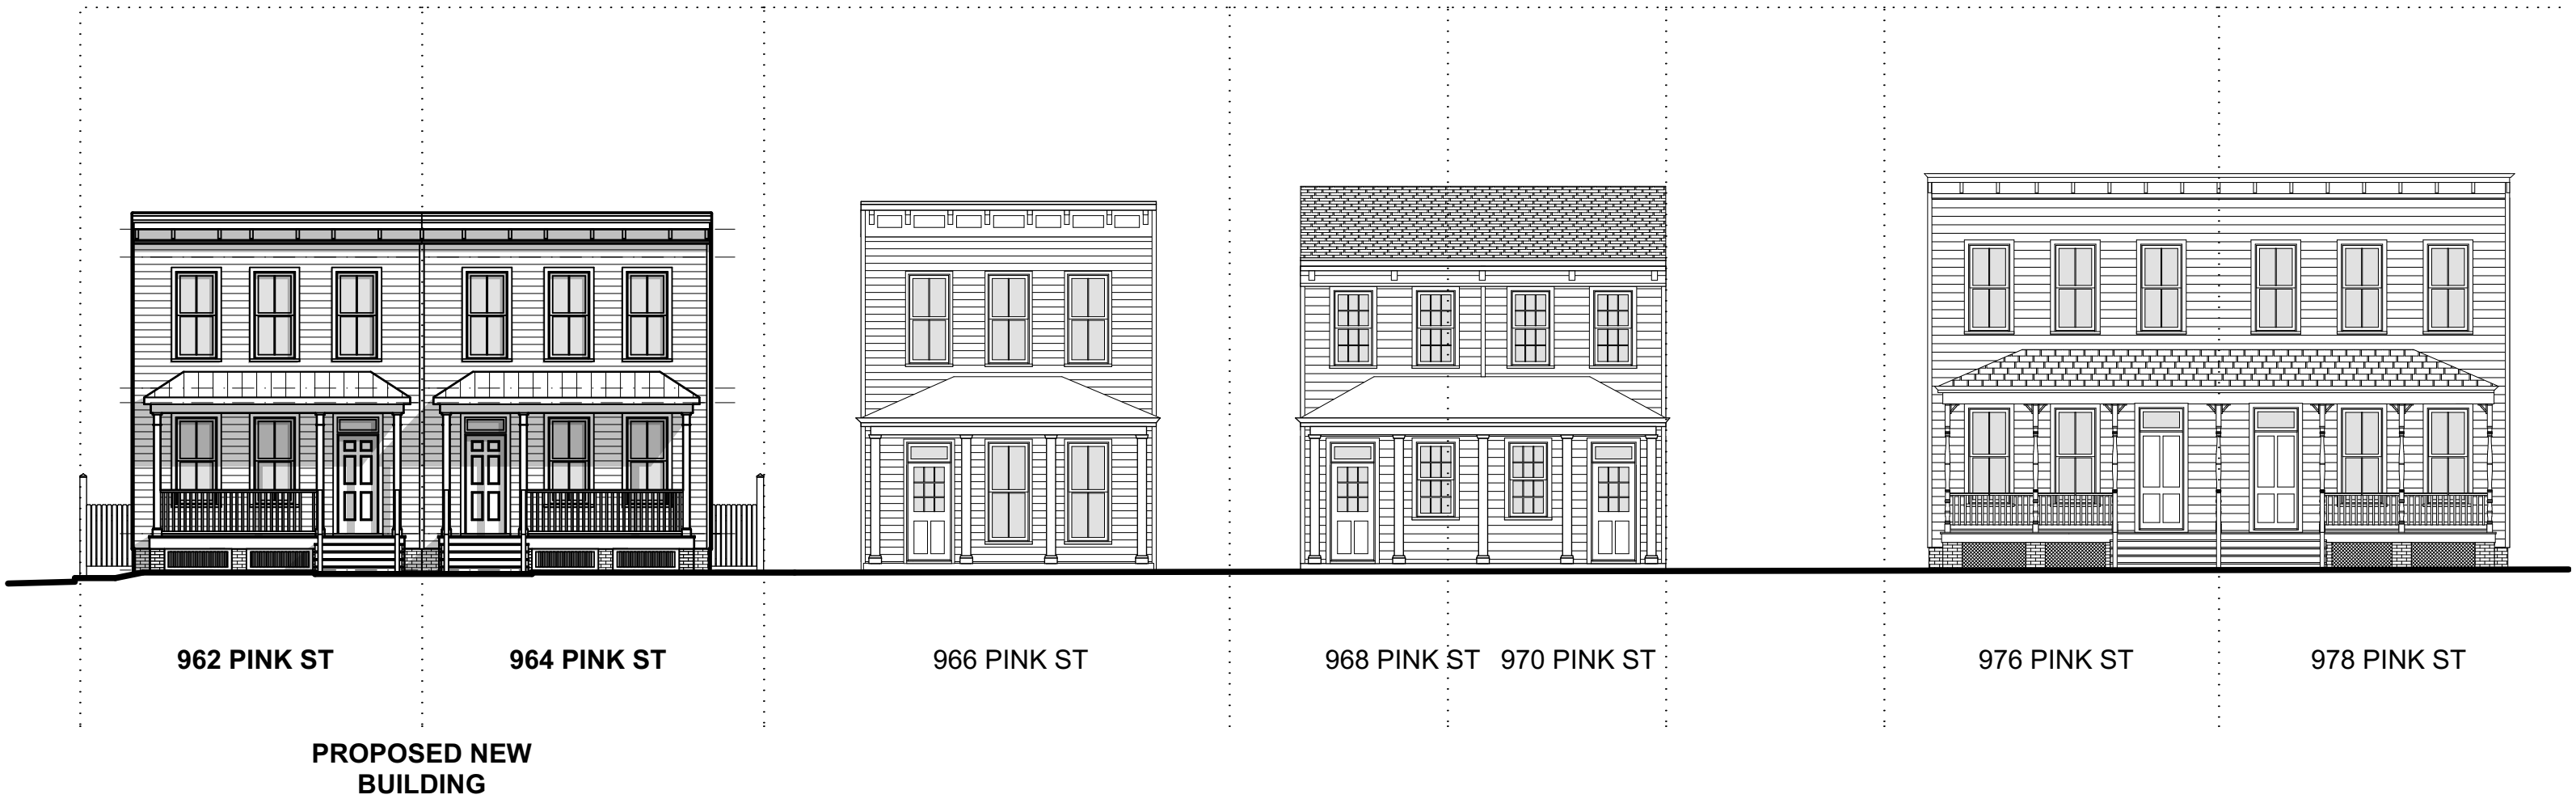 962 PINK ST
964 PINK ST
966 PINK ST
968 PINK ST
970 PINK ST
976 PINK ST
978 PINK ST
PROPOSED NEW
BUILDING